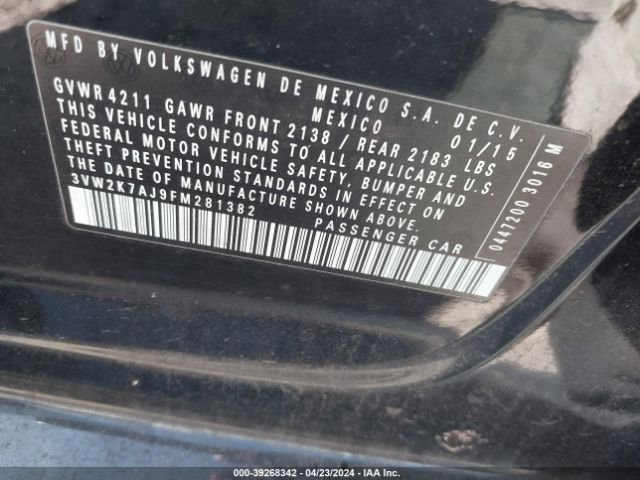 MFD BY VOLKSWAGEN DE MEXICO S.A. DE C.V.
MEXICO 01/15
GVWR 4211 GAWR FRONT 2138 / REAR 2183 LBS
THIS VEHICLE CONFORMS TO ALL APPLICABLE U.S.
FEDERAL MOTOR VEHICLE SAFETY, BUMPER AND
THEFT PREVENTION STANDARDS IN EFFECT ON
THE DATE OF MANUFACTURE SHOWN ABOVE.
3VW2K7AJ9FM281382
PASSENGER CAR
0447200 3016 M
000-39268342 / 04/23/2024 / IAA Inc.